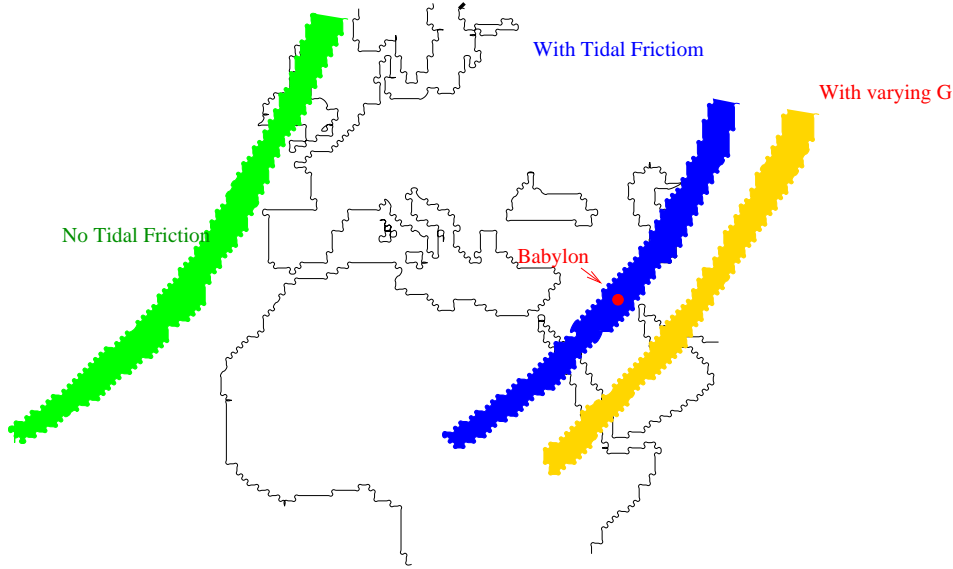 With Tidal Frictiom
With varying G
No Tidal Friction
Babylon